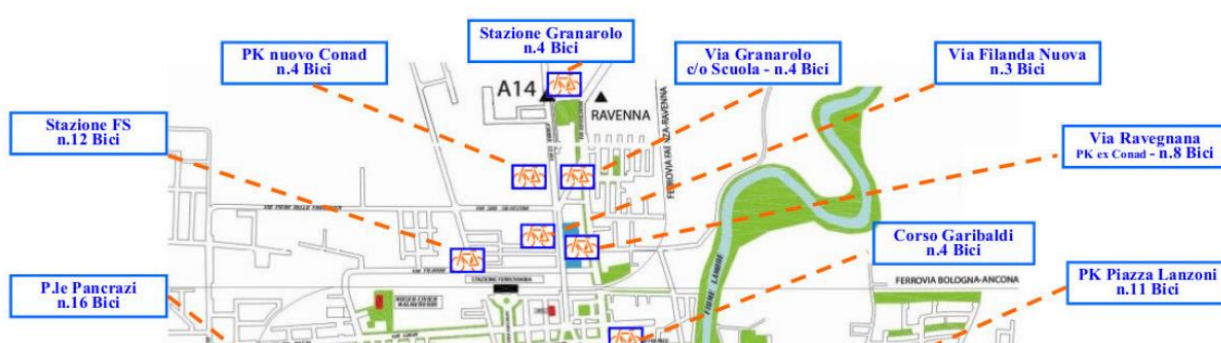 Stazione Granarolo
n.4 Bici
PK nuovo Conad
n.4 Bici
Via Granarolo
c/o Scuola - n.4 Bici
Via Filanda Nuova
n.3 Bici
A14
RAVENNA
Stazione FS
n.12 Bici
Via Ravegnana
PK ex Conad - n.8 Bici
FERROVIA FAENZA-RAVENNA
Corso Garibaldi
n.4 Bici
FIUME LAMONE
P.le Pancrazi
n.16 Bici
STAZIONE FERROVIARIA
FERROVIA BOLOGNA-ANCONA
PK Piazza Lanzoni
n.11 Bici